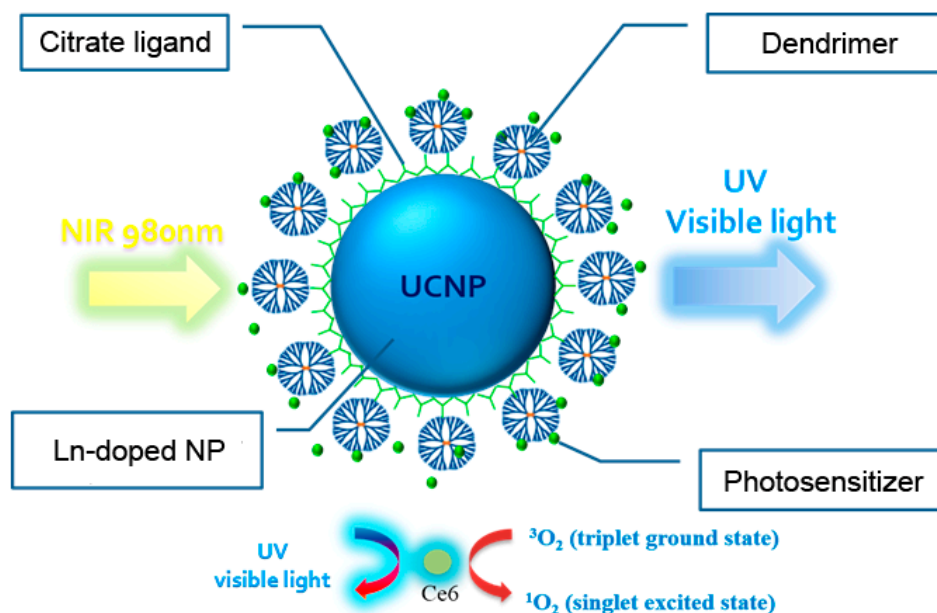 Citrate ligand
Dendrimer
NIR 980nm
UCNP
UV
Visible light
Ln-doped NP
Photosensitizer
UV
visible light
Ce6
³O₂ (triplet ground state)
¹O₂ (singlet excited state)